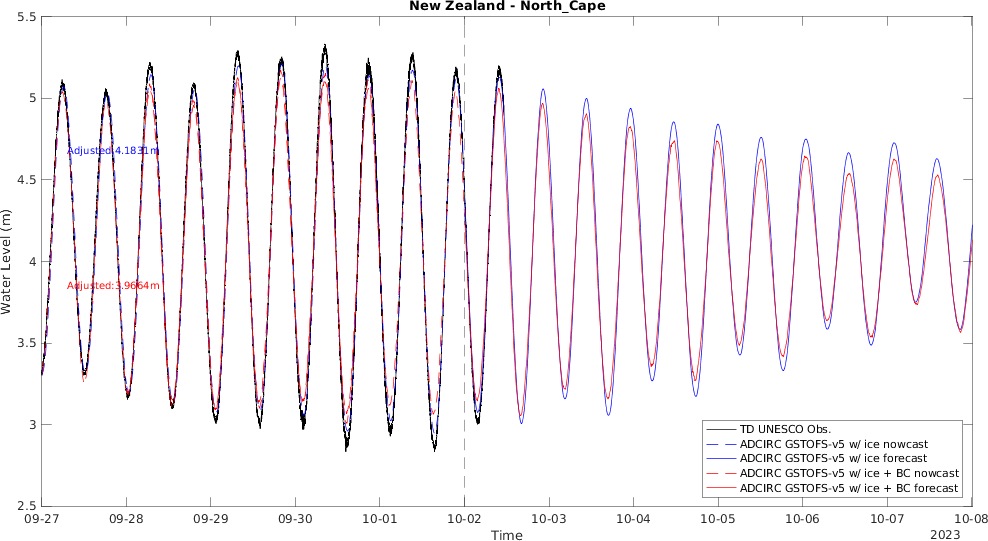 New Zealand - North_Cape
5.5
5
4.5
4
3.5
3
2.5
Water Level (m)
Adjusted:4.1831m
Adjusted:3.9664m
TD UNESCO Obs.
ADCIRC GSTOFS-v5 w/ ice nowcast
ADCIRC GSTOFS-v5 w/ ice forecast
ADCIRC GSTOFS-v5 w/ ice + BC nowcast
ADCIRC GSTOFS-v5 w/ ice + BC forecast
09-27 09-28 09-29 09-30 10-01 10-02 10-03 10-04 10-05 10-06 10-07 10-08
Time
2023